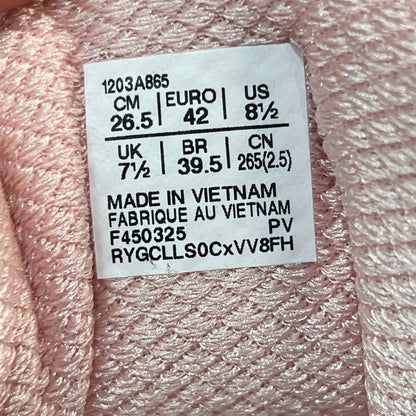 1203A865
CM EURO US
26.5 42 8½
UK BR CN
7½ 39.5 265(2.5)
MADE IN VIETNAM
FABRIQUE AU VIETNAM
F450325 PV
RYGCLLS0CxVV8FH